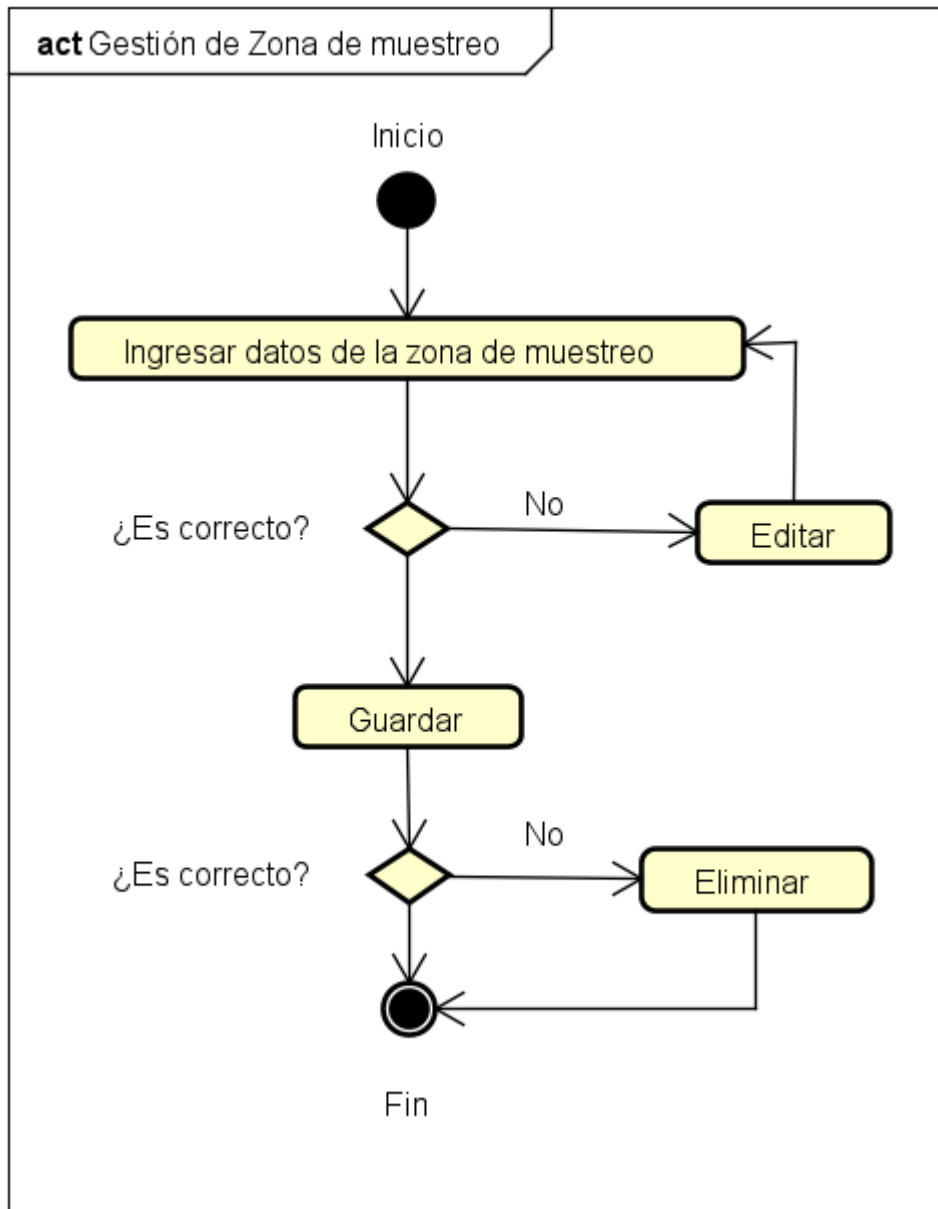 act Gestión de Zona de muestreo
Inicio
Ingresar datos de la zona de muestreo
¿Es correcto?
No
Editar
Guardar
¿Es correcto?
No
Eliminar
Fin